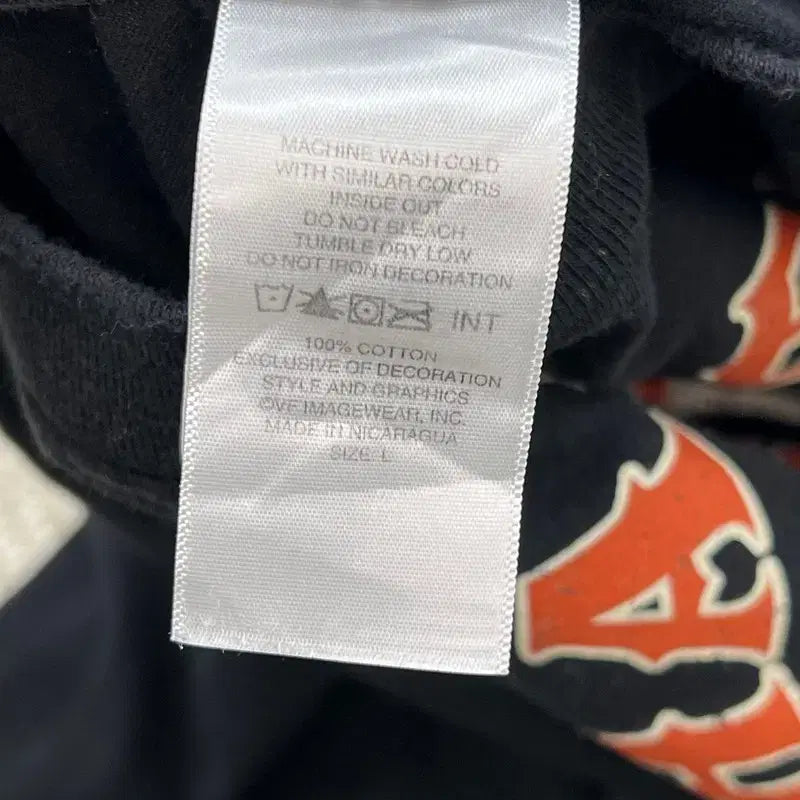 MACHINE WASH COLD
WITH SIMILAR COLORS
INSIDE OUT
DO NOT BLEACH
TUMBLE DRY LOW
DO NOT IRON DECORATION
INT
100% COTTON
EXCLUSIVE OF DECORATION
STYLE AND GRAPHICS
©VF IMAGEWEAR, INC.
MADE IN NICARAGUA
SIZE: L